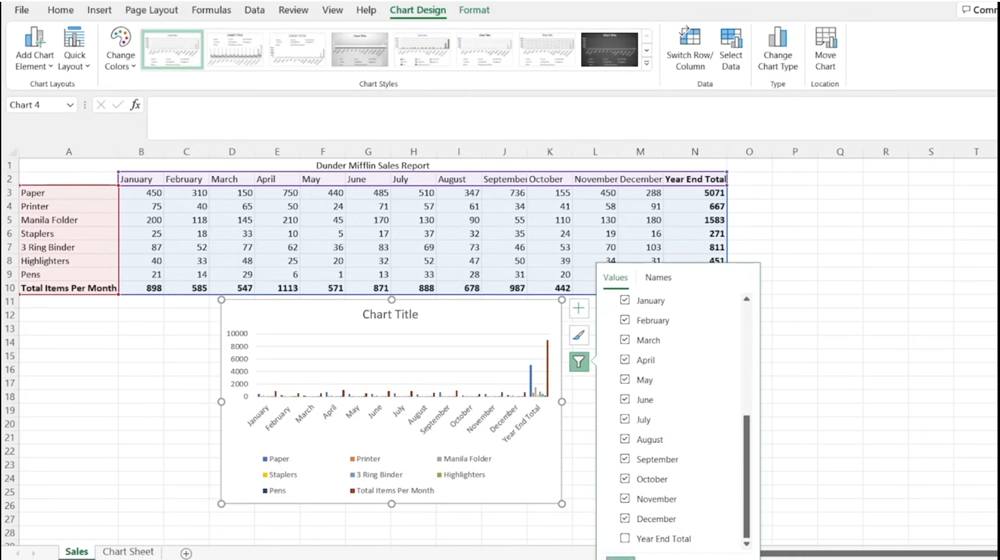 File Home Insert Page Layout Formulas Data Review View Help Chart Design Format Comm
Add Chart Element Quick Layout Change Colors Switch Row/ Column Select Data Change Chart Type Move Chart
Chart Layouts Chart Styles Data Type Location
Chart 4 fx
A B C D E F G H I J K L M N O P Q R S T
1 Dunder Mifflin Sales Report
2 January February March April May June July August September October November December Year End Total
3 Paper 450 310 150 750 440 485 510 347 736 155 450 288 5071
4 Printer 75 40 65 50 24 71 57 61 34 41 58 91 667
5 Manila Folder 200 118 145 210 45 170 130 90 55 110 130 180 1583
6 Staplers 25 18 33 10 5 17 37 32 35 24 19 16 271
7 3 Ring Binder 87 52 77 62 36 83 69 73 46 53 70 103 811
8 Highlighters 40 33 48 25 20 32 52 47 50 39 34 31 451
9 Pens 21 14 29 6 1 13 33 28 31 20
10 Total Items Per Month 898 585 547 1113 571 871 888 678 987 442
11
12
13
14
15
16
17
18
19
20
21
22
23
24
25
26
27
28
Chart Title
10000
8000
6000
4000
2000
0
January February March April May June July August September October November December Year End Total
Paper Printer Manila Folder
Staplers 3 Ring Binder Highlighters
Pens Total Items Per Month
Values Names
January
February
March
April
May
June
July
August
September
October
November
December
Year End Total
Sales Chart Sheet